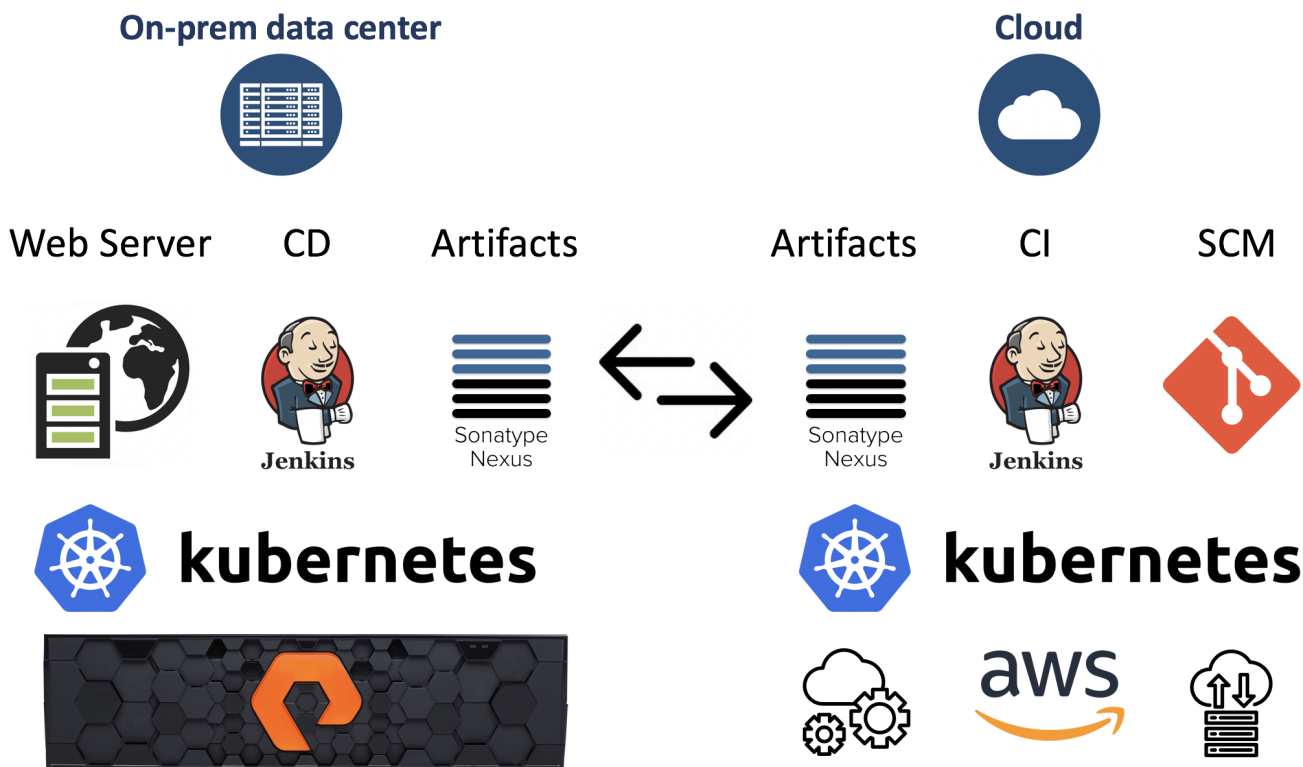 On-prem data center
Cloud
Web Server
CD
Artifacts
Artifacts
CI
SCM
Jenkins
Sonatype
Nexus
Sonatype
Nexus
Jenkins
kubernetes
kubernetes
aws